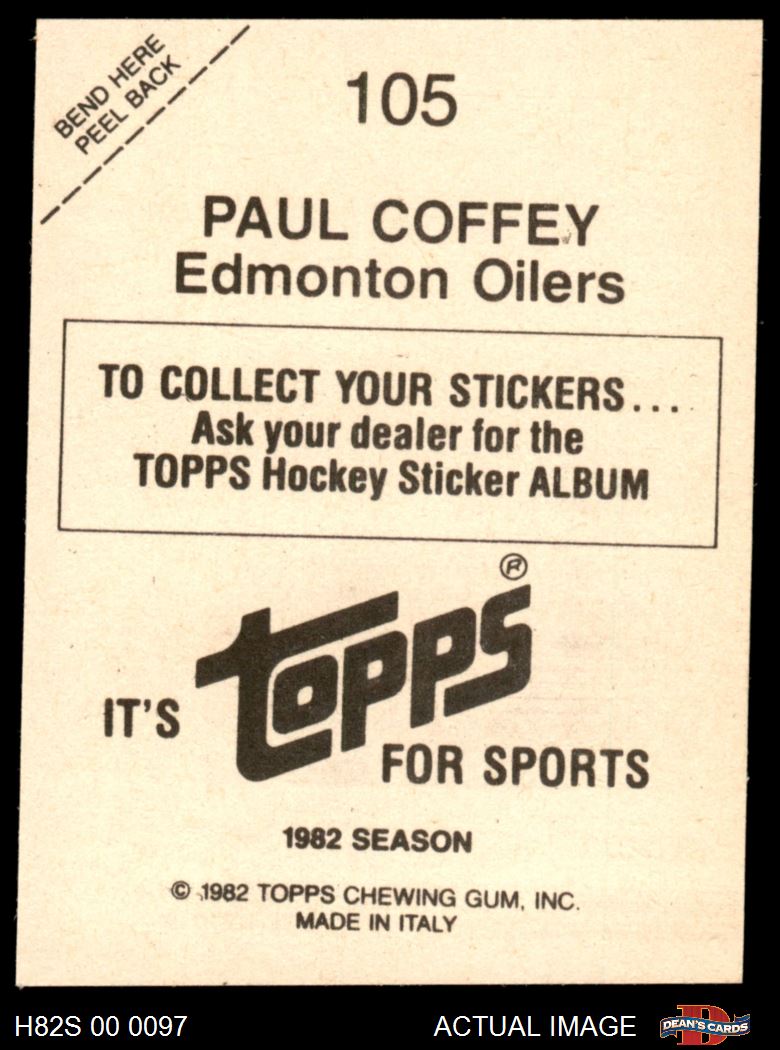 BEND HERE
PEEL BACK
105
PAUL COFFEY
Edmonton Oilers
TO COLLECT YOUR STICKERS...
Ask your dealer for the
TOPPS Hockey Sticker ALBUM
IT'S topps®
FOR SPORTS
1982 SEASON
© 1982 TOPPS CHEWING GUM, INC.
MADE IN ITALY
H82S 00 0097
ACTUAL IMAGE
D
DEAN'S CARDS